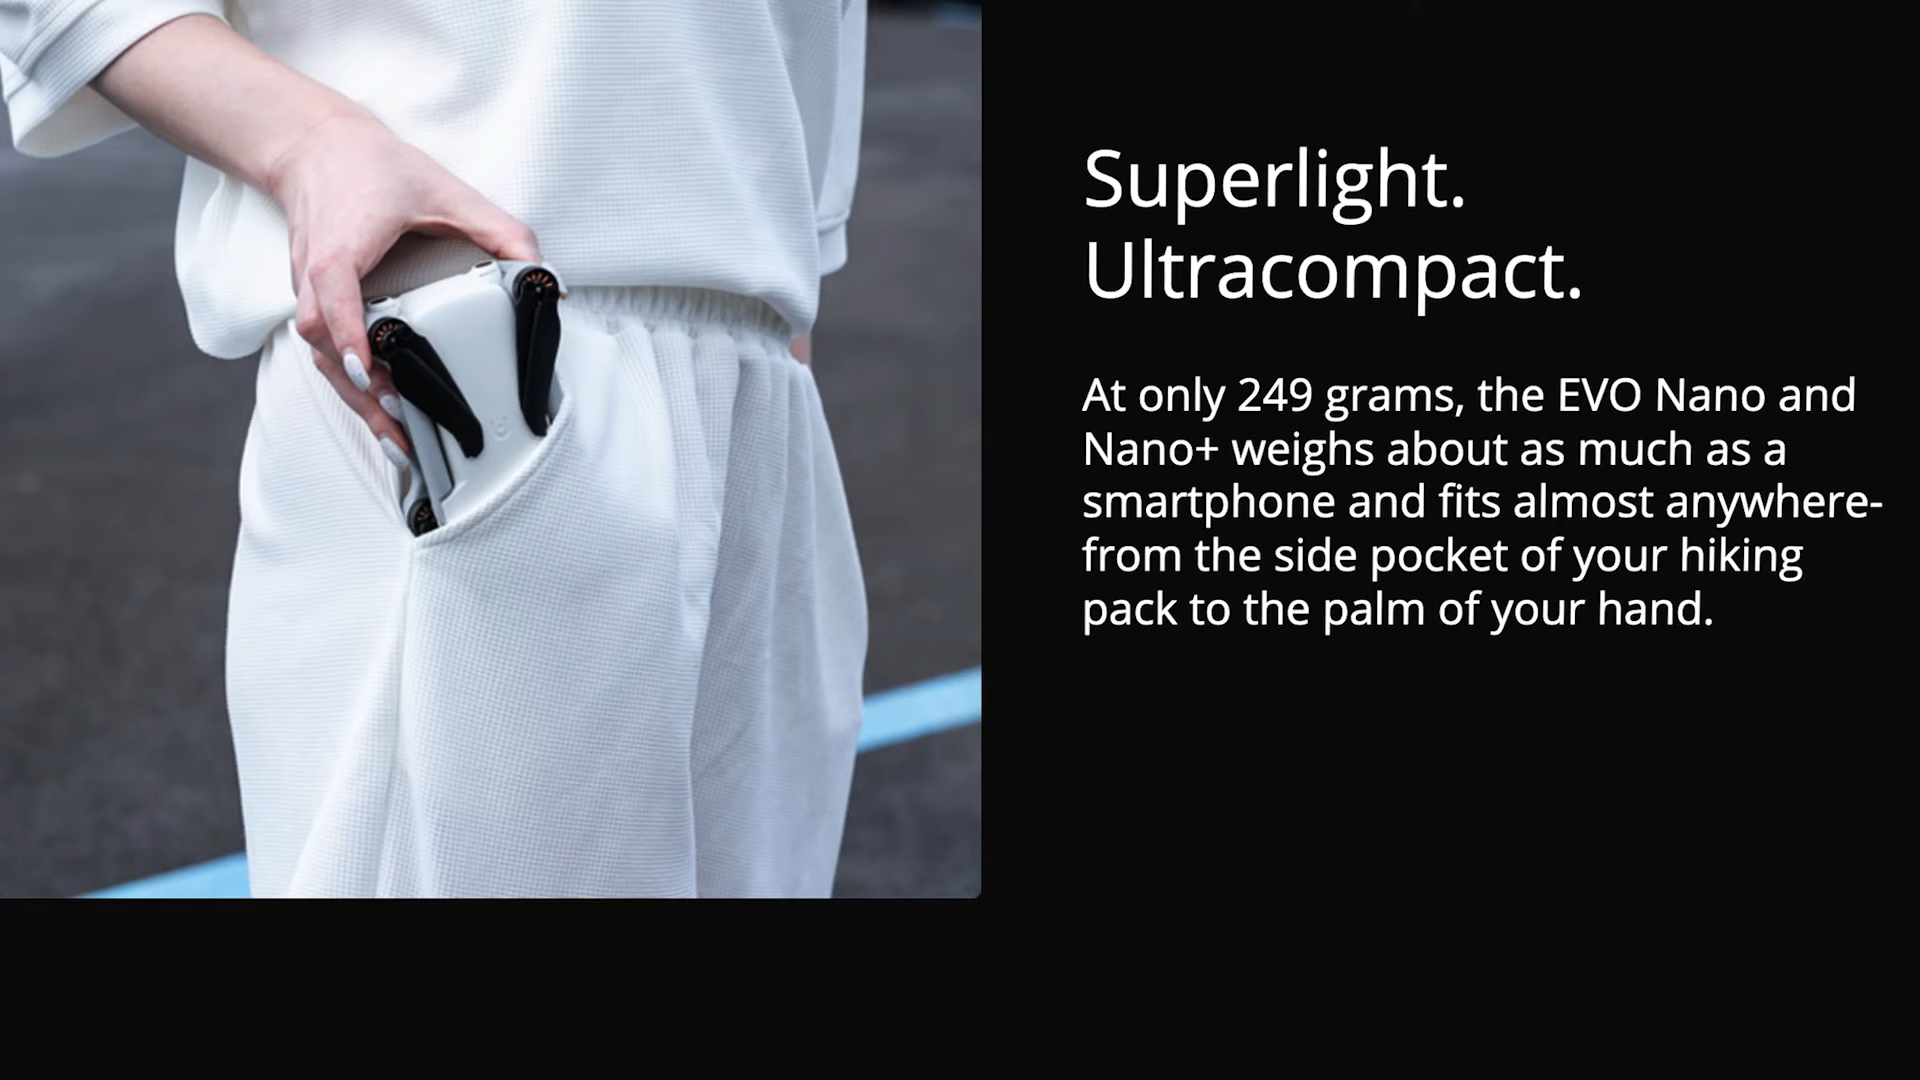 Superlight.
Ultracompact.
At only 249 grams, the EVO Nano and
Nano+ weighs about as much as a
smartphone and fits almost anywhere-
from the side pocket of your hiking
pack to the palm of your hand.